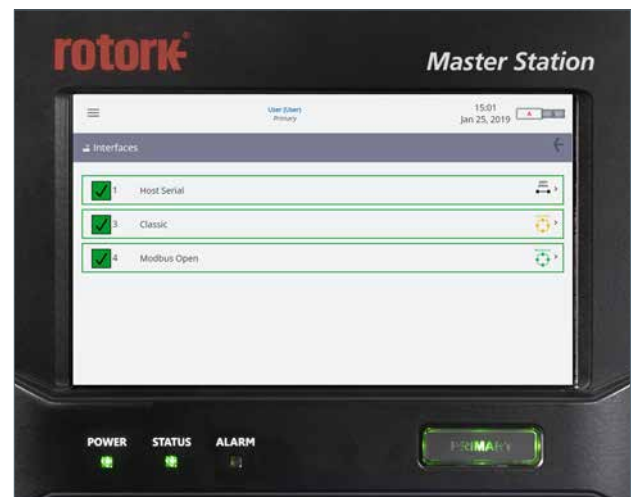 rotork
Master Station
User (User)
Primary
15:01
Jan 25, 2019
A
Interfaces
1 Host Serial
3 Classic
4 Modbus Open
POWER STATUS ALARM
PRIMARY